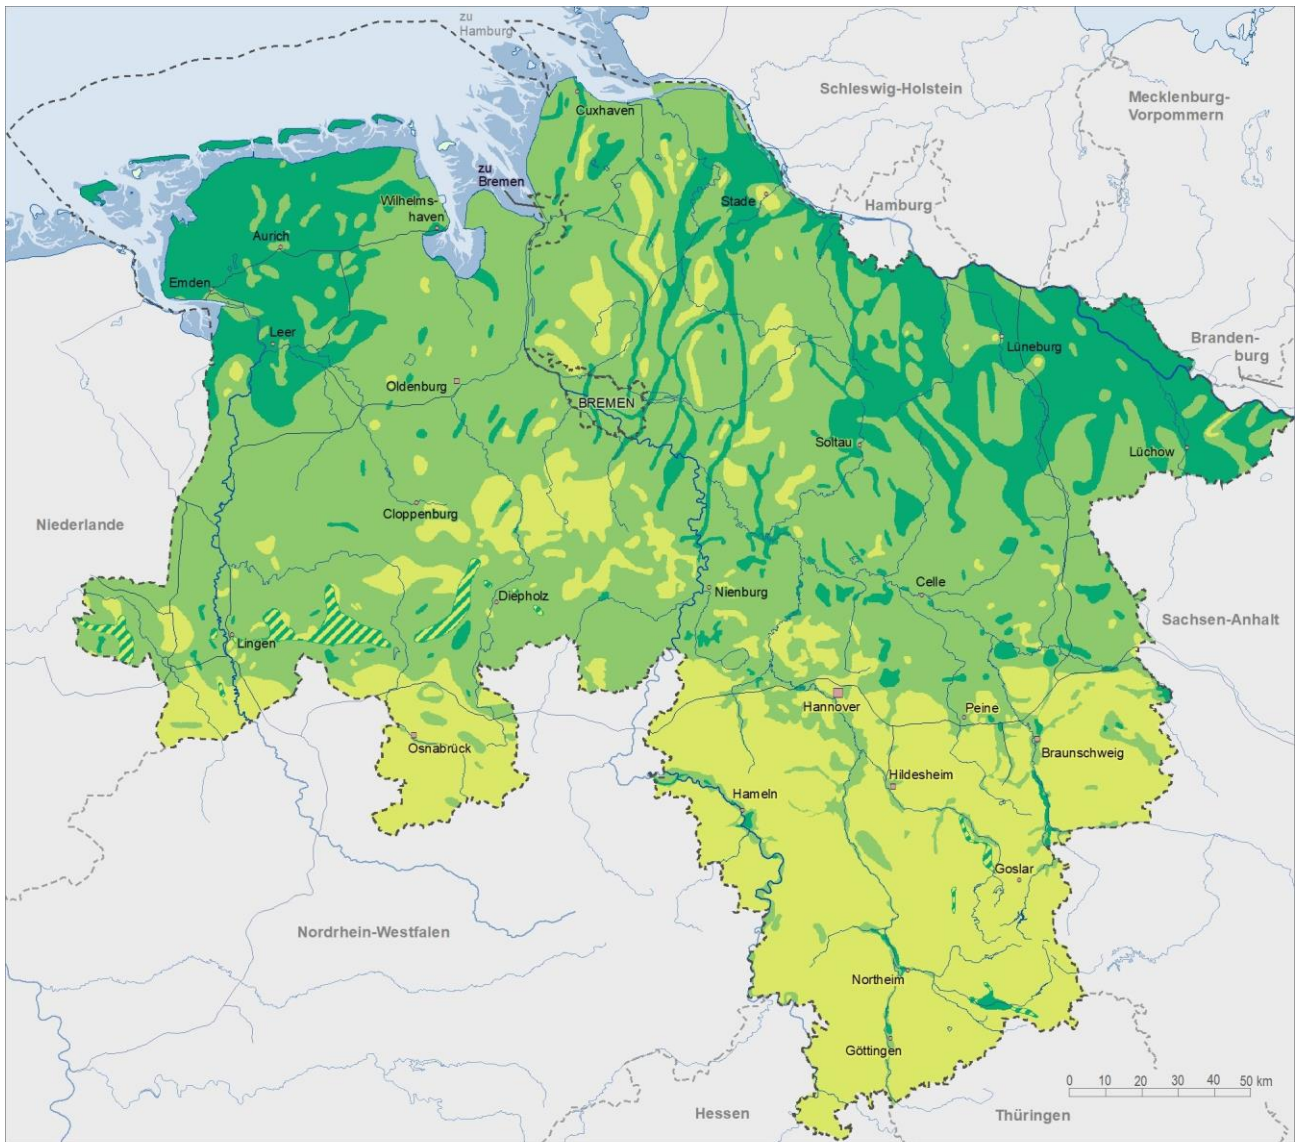 zu
Hamburg
Schleswig-Holstein
Mecklenburg-
Vorpommern
Cuxhaven
zu
Bremen
Wilhelms-
haven
Stade
Hamburg
Aurich
Emden
Leer
Lüneburg
Branden-
burg
Oldenburg
BREMEN
Soltau
Lüchow
Niederlande
Cloppenburg
Celle
Diepholz
Nienburg
Sachsen-Anhalt
Lingen
Hannover
Peine
Osnabrück
Braunschweig
Hildesheim
Hameln
Goslar
Nordrhein-Westfalen
Northeim
Göttingen
0 10 20 30 40 50 km
Hessen
Thüringen